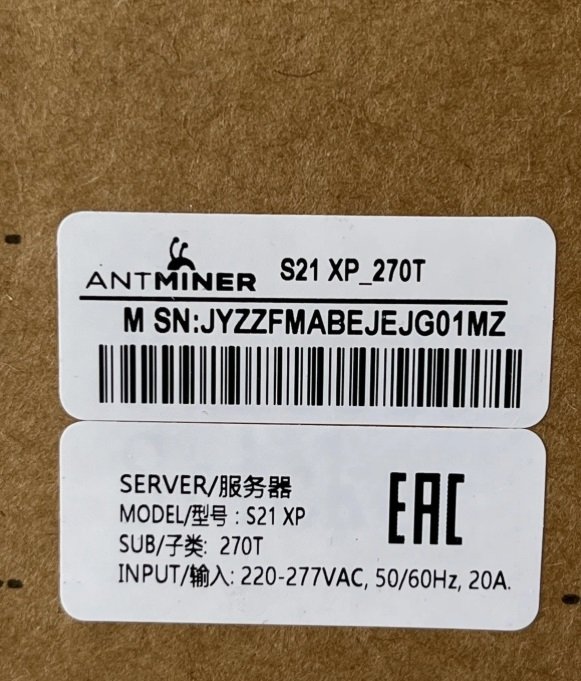 ANTMINER S21 XP_270T
M SN:JYZZFMABEJEJG01MZ
SERVER/服务器
MODEL/型号 : S21 XP
SUB/子类: 270T
INPUT/输入: 220-277VAC, 50/60Hz, 20A.
EAC